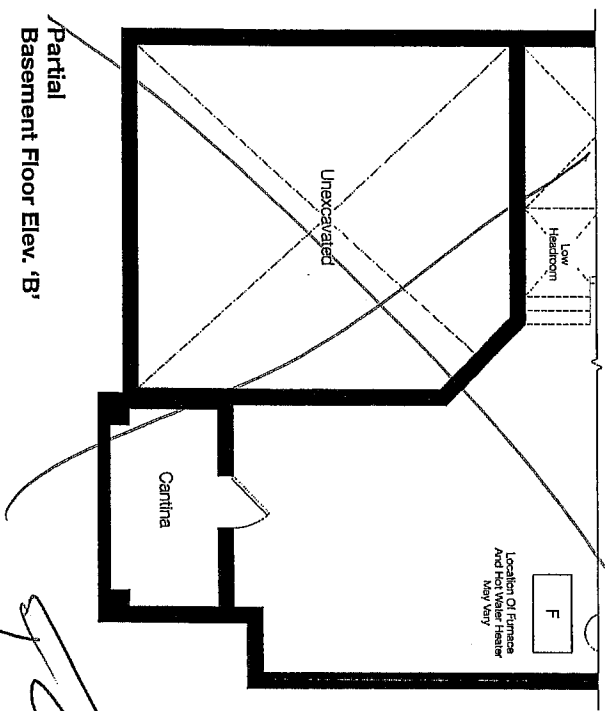 Low
Headroom
Unexcavated
F
Location Of Furnace
And Hot Water Heater
May Vary
Cantina
Partial
Basement Floor Elev. 'B'